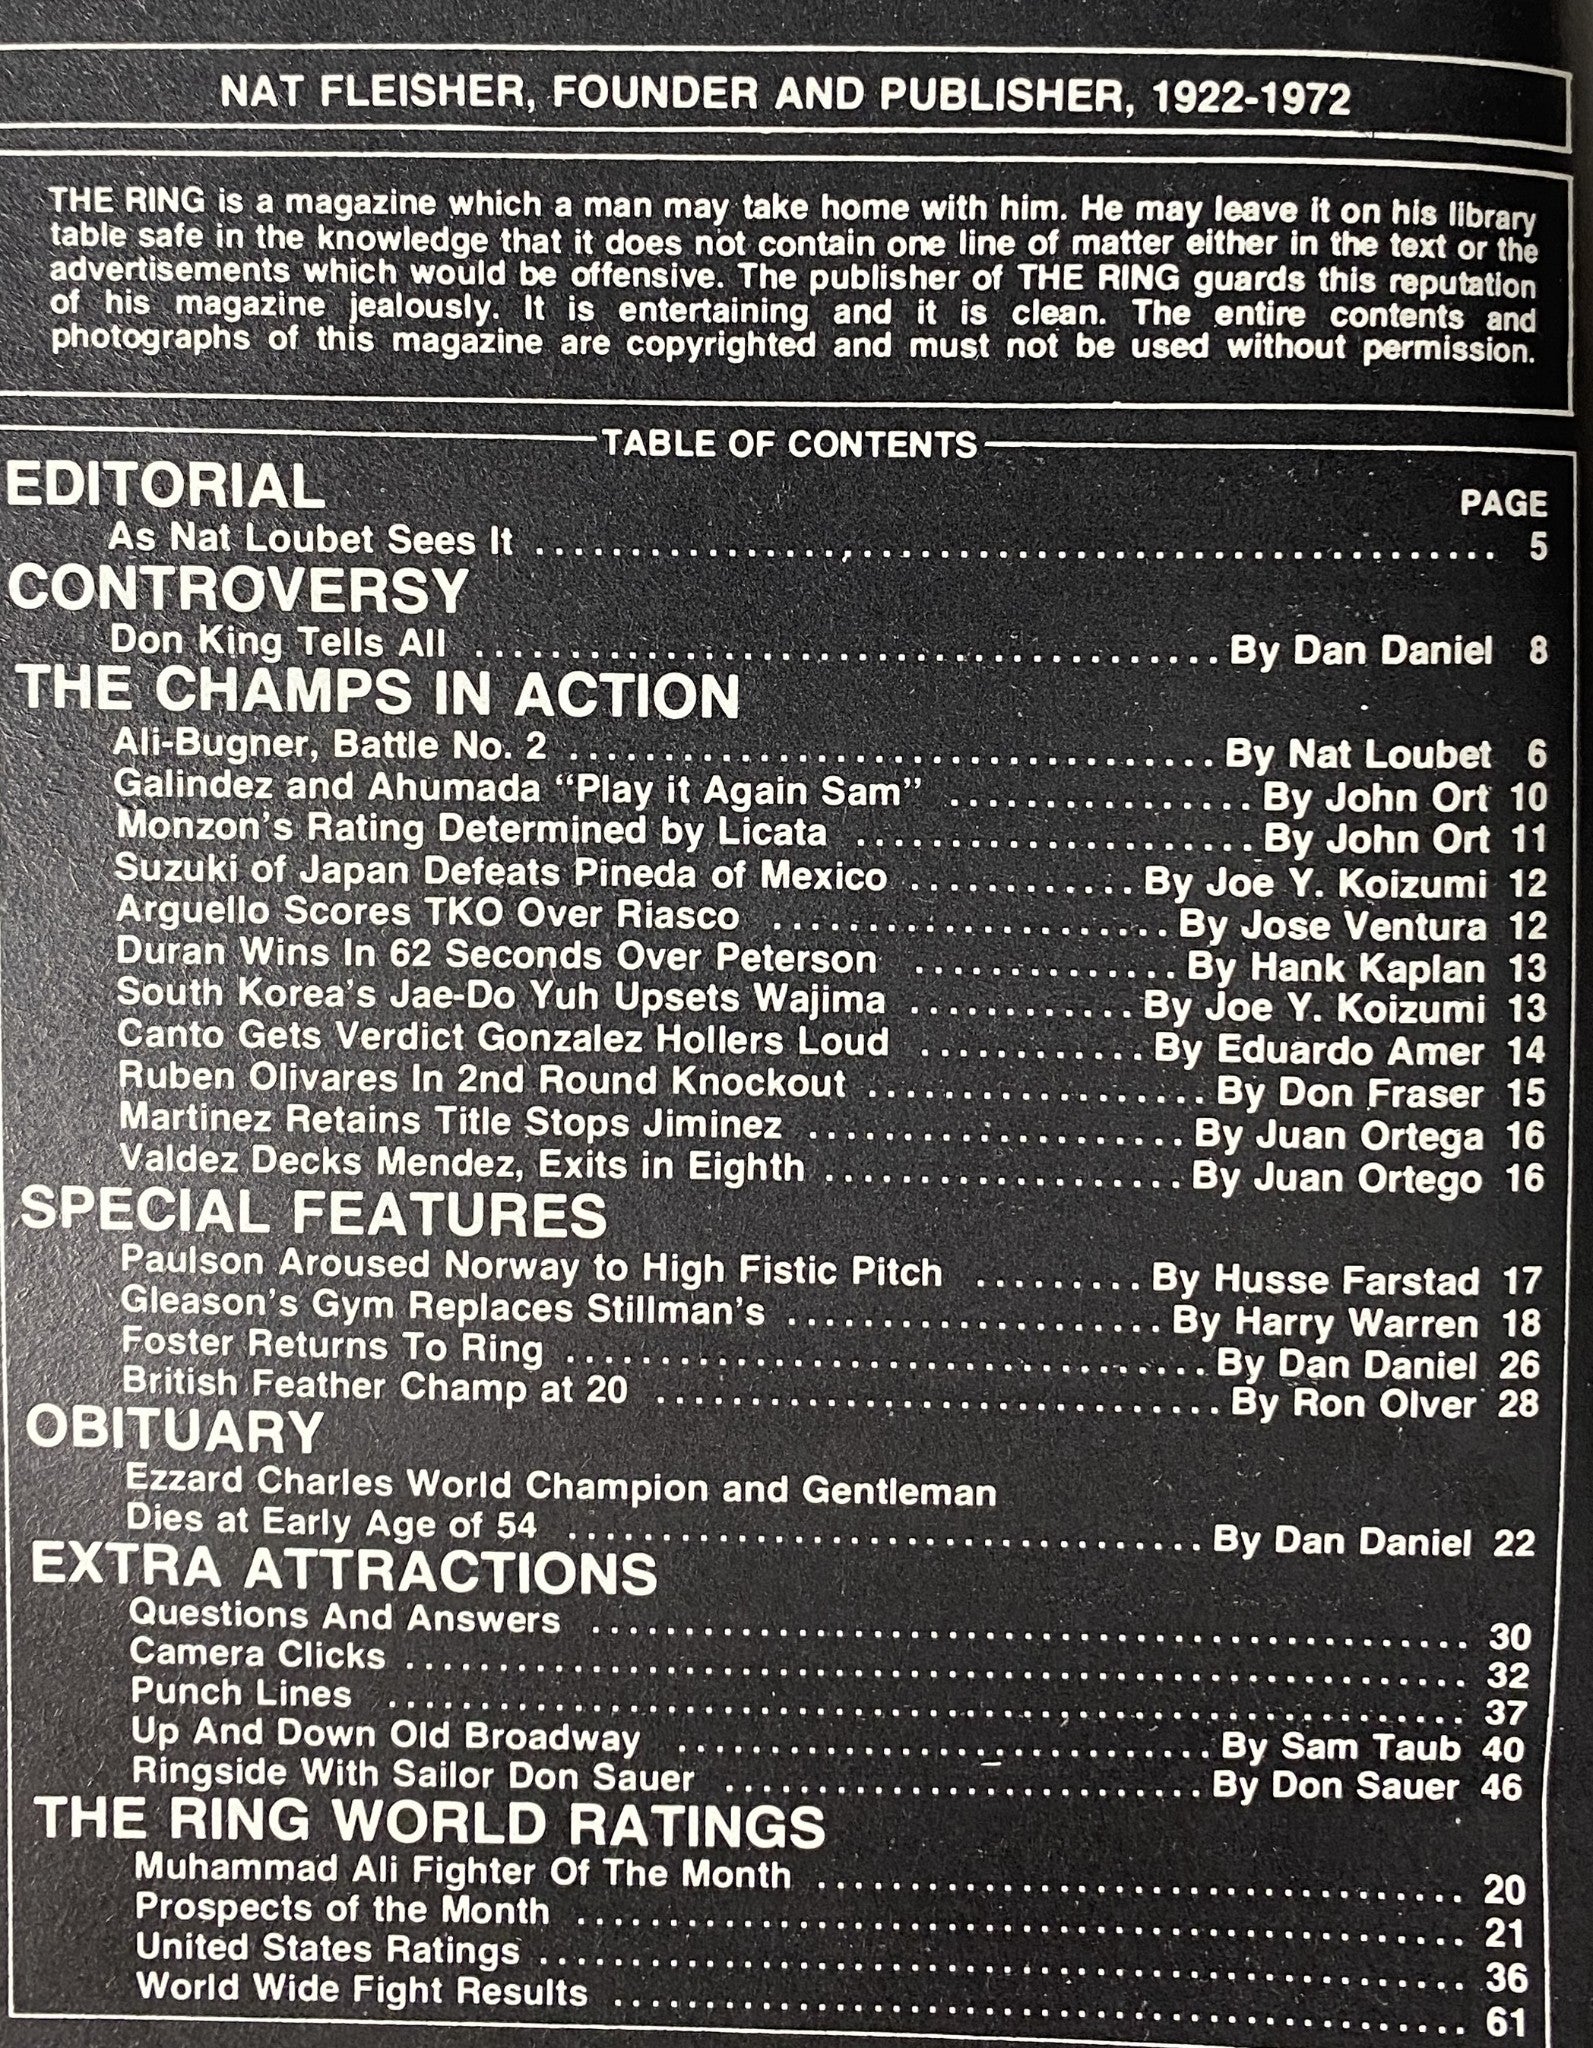 NAT FLEISHER, FOUNDER AND PUBLISHER, 1922-1972
THE RING is a magazine which a man may take home with him. He may leave it on his library
table safe in the knowledge that it does not contain one line of matter either in the text or the
advertisements which would be offensive. The publisher of THE RING guards this reputation
of his magazine jealously. It is entertaining and it is clean. The entire contents and
photographs of this magazine are copyrighted and must not be used without permission.
TABLE OF CONTENTS
EDITORIAL PAGE
As Nat Loubet Sees It 5
CONTROVERSY
Don King Tells All By Dan Daniel 8
THE CHAMPS IN ACTION
Ali-Bugner, Battle No. 2 By Nat Loubet 6
Galindez and Ahumada "Play it Again Sam" By John Ort 10
Monzon's Rating Determined by Licata By John Ort 11
Suzuki of Japan Defeats Pineda of Mexico By Joe Y. Koizumi 12
Arguello Scores TKO Over Riasco By Jose Ventura 12
Duran Wins In 62 Seconds Over Peterson By Hank Kaplan 13
South Korea's Jae-Do Yuh Upsets Wajima By Joe Y. Koizumi 13
Canto Gets Verdict Gonzalez Hollers Loud By Eduardo Amer 14
Ruben Olivares In 2nd Round Knockout By Don Fraser 15
Martinez Retains Title Stops Jiminez By Juan Ortega 16
Valdez Decks Mendez, Exits in Eighth By Juan Ortego 16
SPECIAL FEATURES
Paulson Aroused Norway to High Fistic Pitch By Husse Farstad 17
Gleason's Gym Replaces Stillman's By Harry Warren 18
Foster Returns To Ring By Dan Daniel 26
British Feather Champ at 20 By Ron Olver 28
OBITUARY
Ezzard Charles World Champion and Gentleman
Dies at Early Age of 54 By Dan Daniel 22
EXTRA ATTRACTIONS
Questions And Answers 30
Camera Clicks 32
Punch Lines 37
Up And Down Old Broadway By Sam Taub 40
Ringside With Sailor Don Sauer By Don Sauer 46
THE RING WORLD RATINGS
Muhammad Ali Fighter Of The Month 20
Prospects of the Month 21
United States Ratings 36
World Wide Fight Results 61